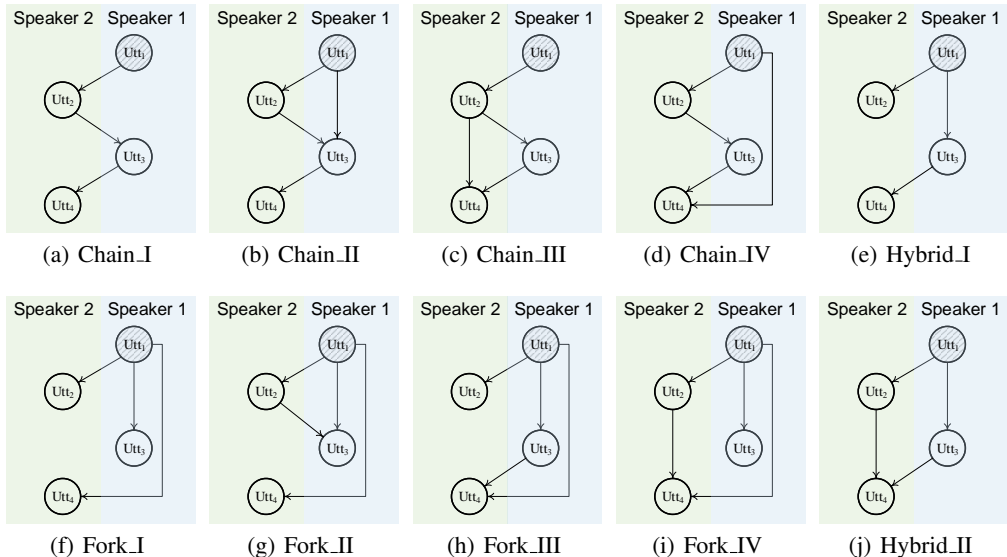 Speaker 2 Speaker 1 Speaker 2 Speaker 1 Speaker 2 Speaker 1 Speaker 2 Speaker 1 Speaker 2 Speaker 1
Utt1 Utt1 Utt1 Utt1 Utt1
Utt2 Utt2 Utt2 Utt2 Utt2
Utt3 Utt3 Utt3 Utt3 Utt3
Utt4 Utt4 Utt4 Utt4 Utt4
(a) Chain_I (b) Chain_II (c) Chain_III (d) Chain_IV (e) Hybrid_I
Speaker 2 Speaker 1 Speaker 2 Speaker 1 Speaker 2 Speaker 1 Speaker 2 Speaker 1 Speaker 2 Speaker 1
Utt1 Utt1 Utt1 Utt1 Utt1
Utt2 Utt2 Utt2 Utt2 Utt2
Utt3 Utt3 Utt3 Utt3 Utt3
Utt4 Utt4 Utt4 Utt4 Utt4
(f) Fork_I (g) Fork_II (h) Fork_III (i) Fork_IV (j) Hybrid_II